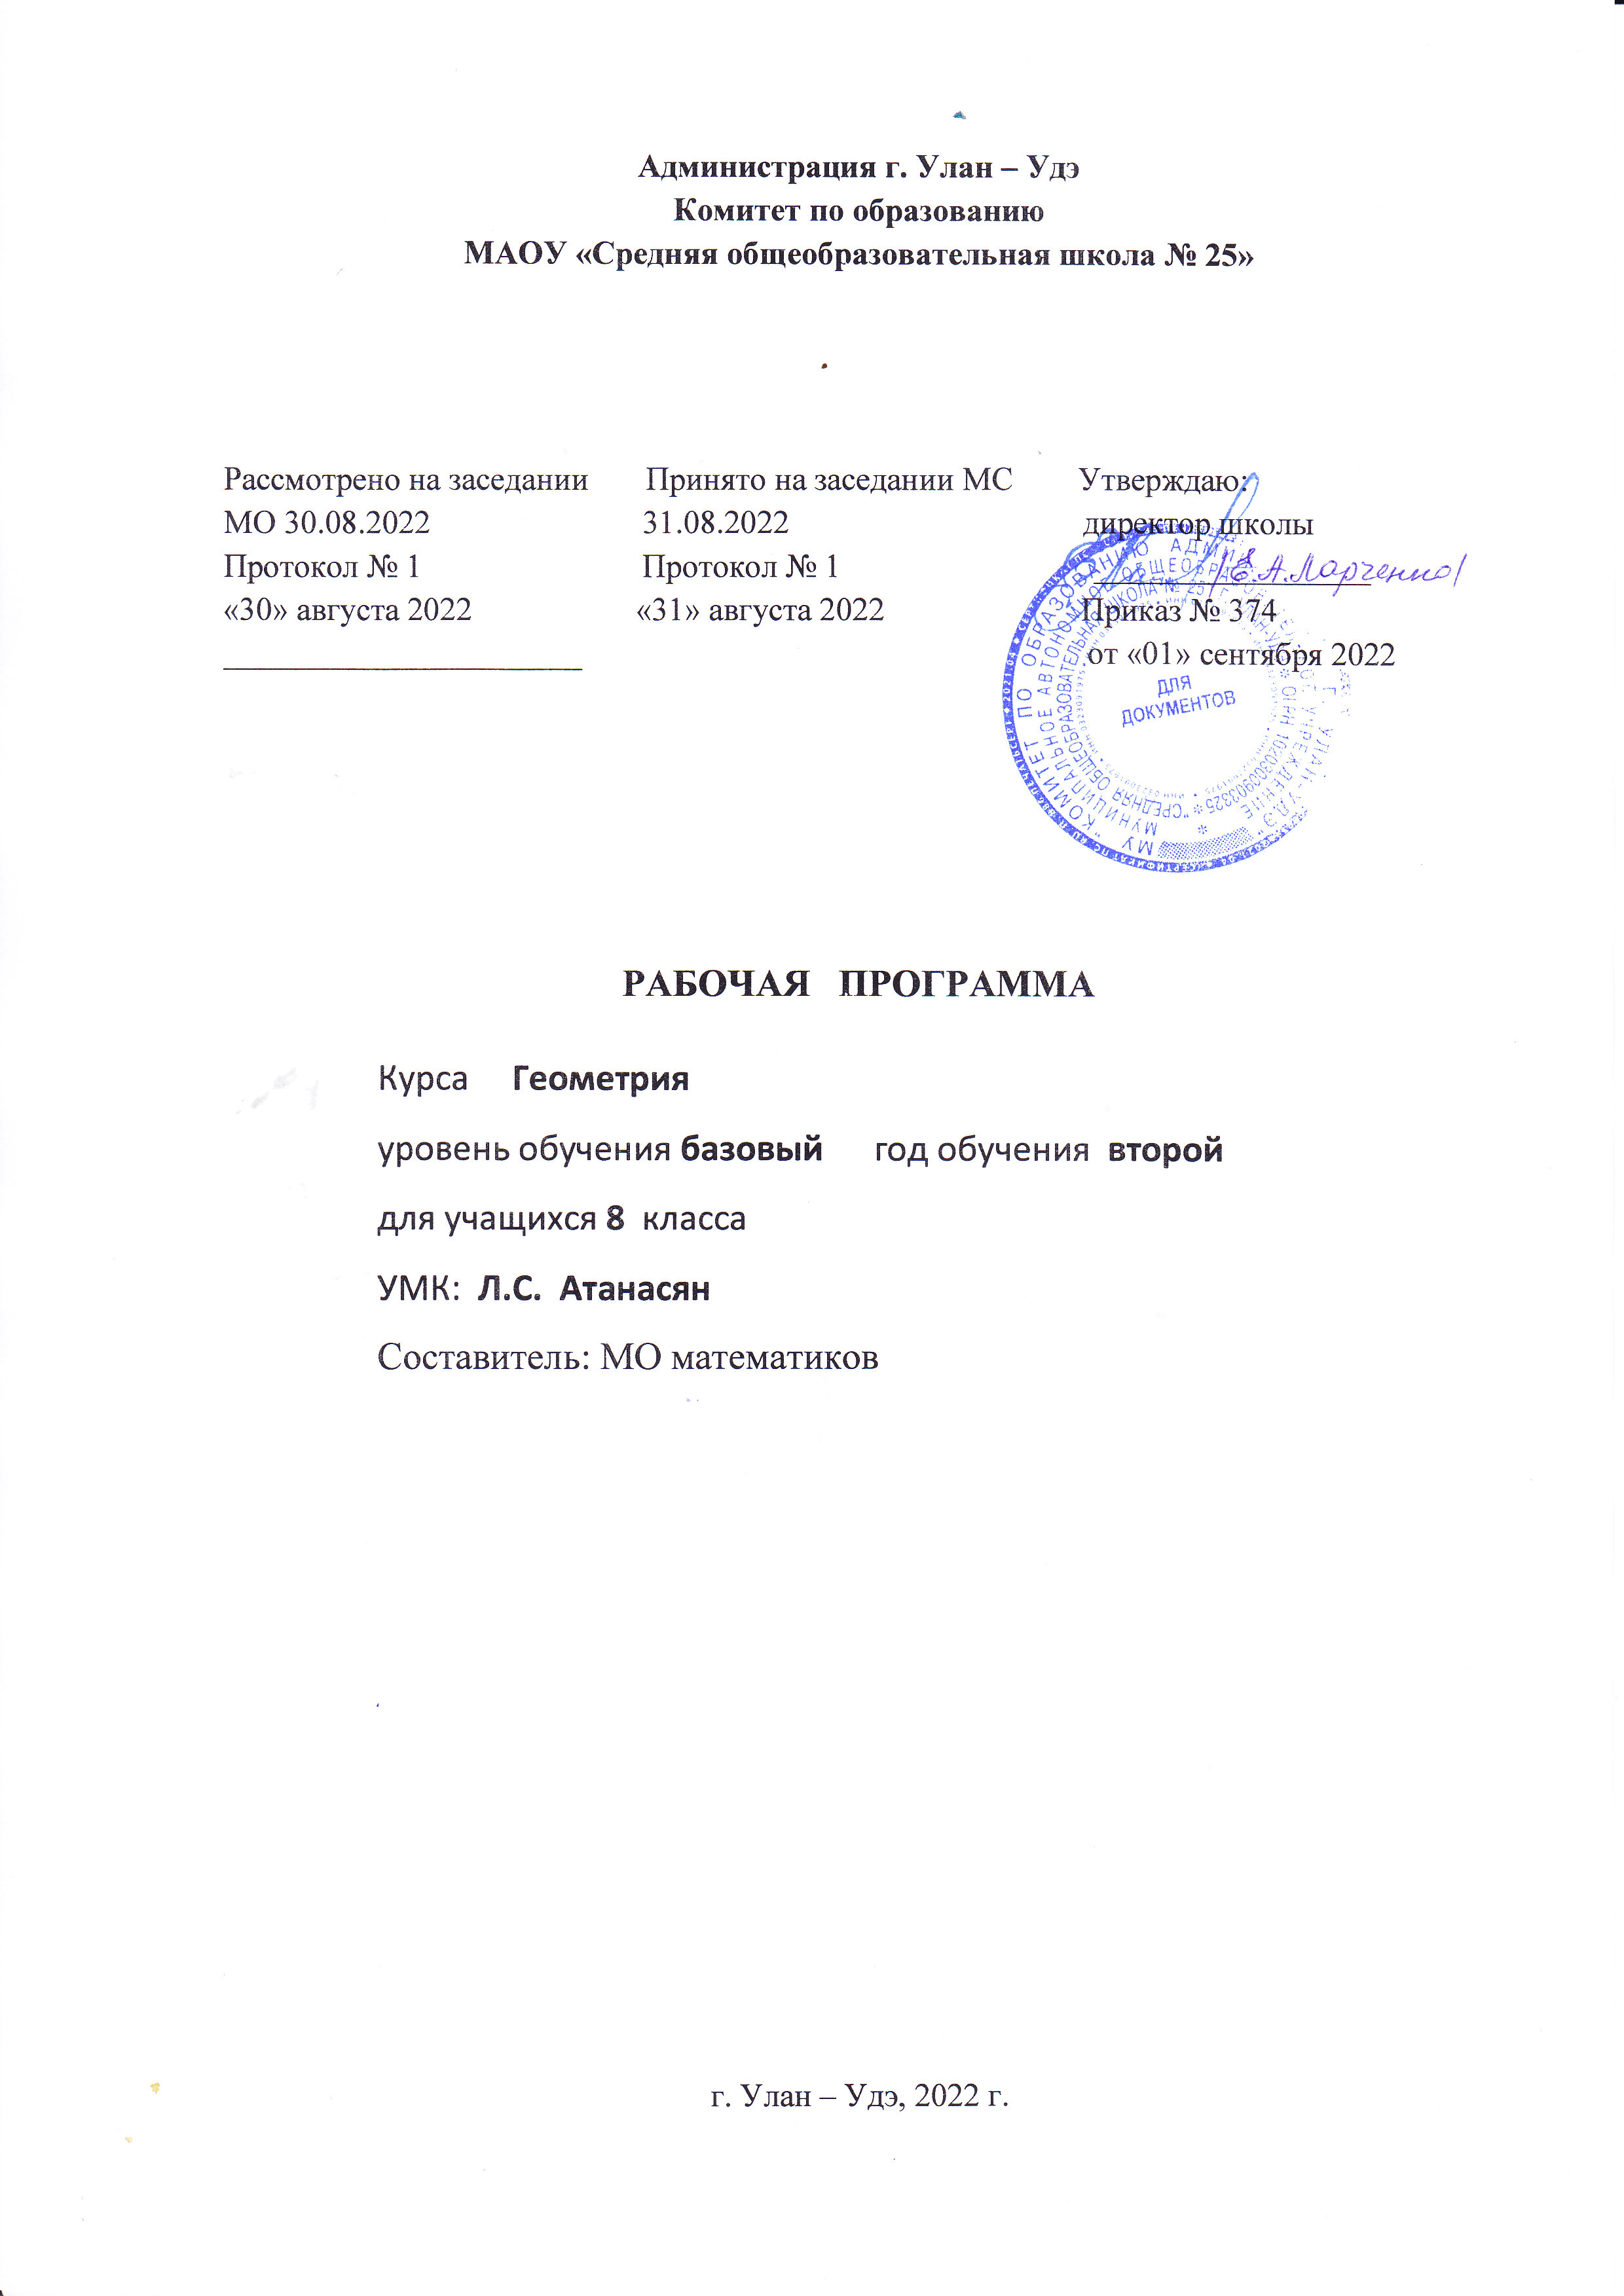 Администрация г. Улан – Удэ
Комитет по образованию
МАОУ «Средняя общеобразовательная школа № 25»
Рассмотрено на заседании
МО 30.08.2022
Протокол № 1
«30» августа 2022
Принято на заседании МС
31.08.2022
Протокол № 1
«31» августа 2022
Утверждаю:
директор школы
Приказ № 374
от «01» сентября 2022
ДЛЯ
ДОКУМЕНТОВ
РАБОЧАЯ ПРОГРАММА
Курса Геометрия
уровень обучения базовый год обучения второй
для учащихся 8 класса
УМК: Л.С. Атанасян
Составитель: МО математиков
г. Улан – Удэ, 2022 г.